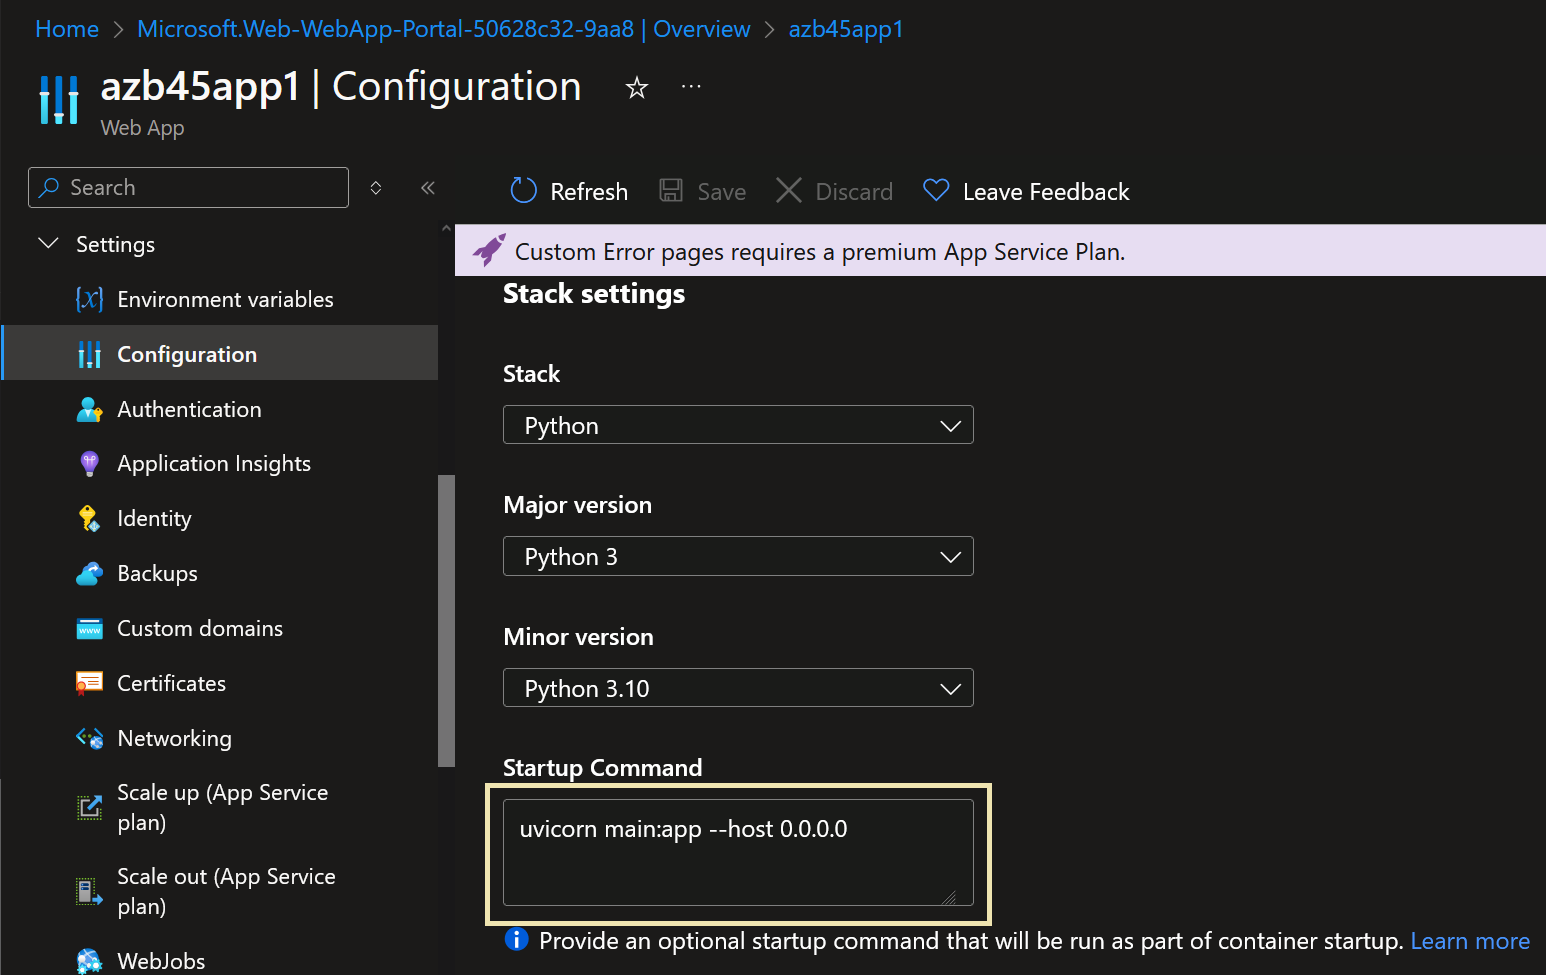 Home > Microsoft.Web-WebApp-Portal-50628c32-9aa8 | Overview > azb45app1
azb45app1 | Configuration
Web App
Search
Refresh Save Discard Leave Feedback
Settings
Environment variables
Configuration
Authentication
Application Insights
Identity
Backups
Custom domains
Certificates
Networking
Scale up (App Service
plan)
Scale out (App Service
plan)
WebJobs
Custom Error pages requires a premium App Service Plan.
Stack settings
Stack
Python
Major version
Python 3
Minor version
Python 3.10
Startup Command
uvicorn main:app --host 0.0.0.0
Provide an optional startup command that will be run as part of container startup. Learn more